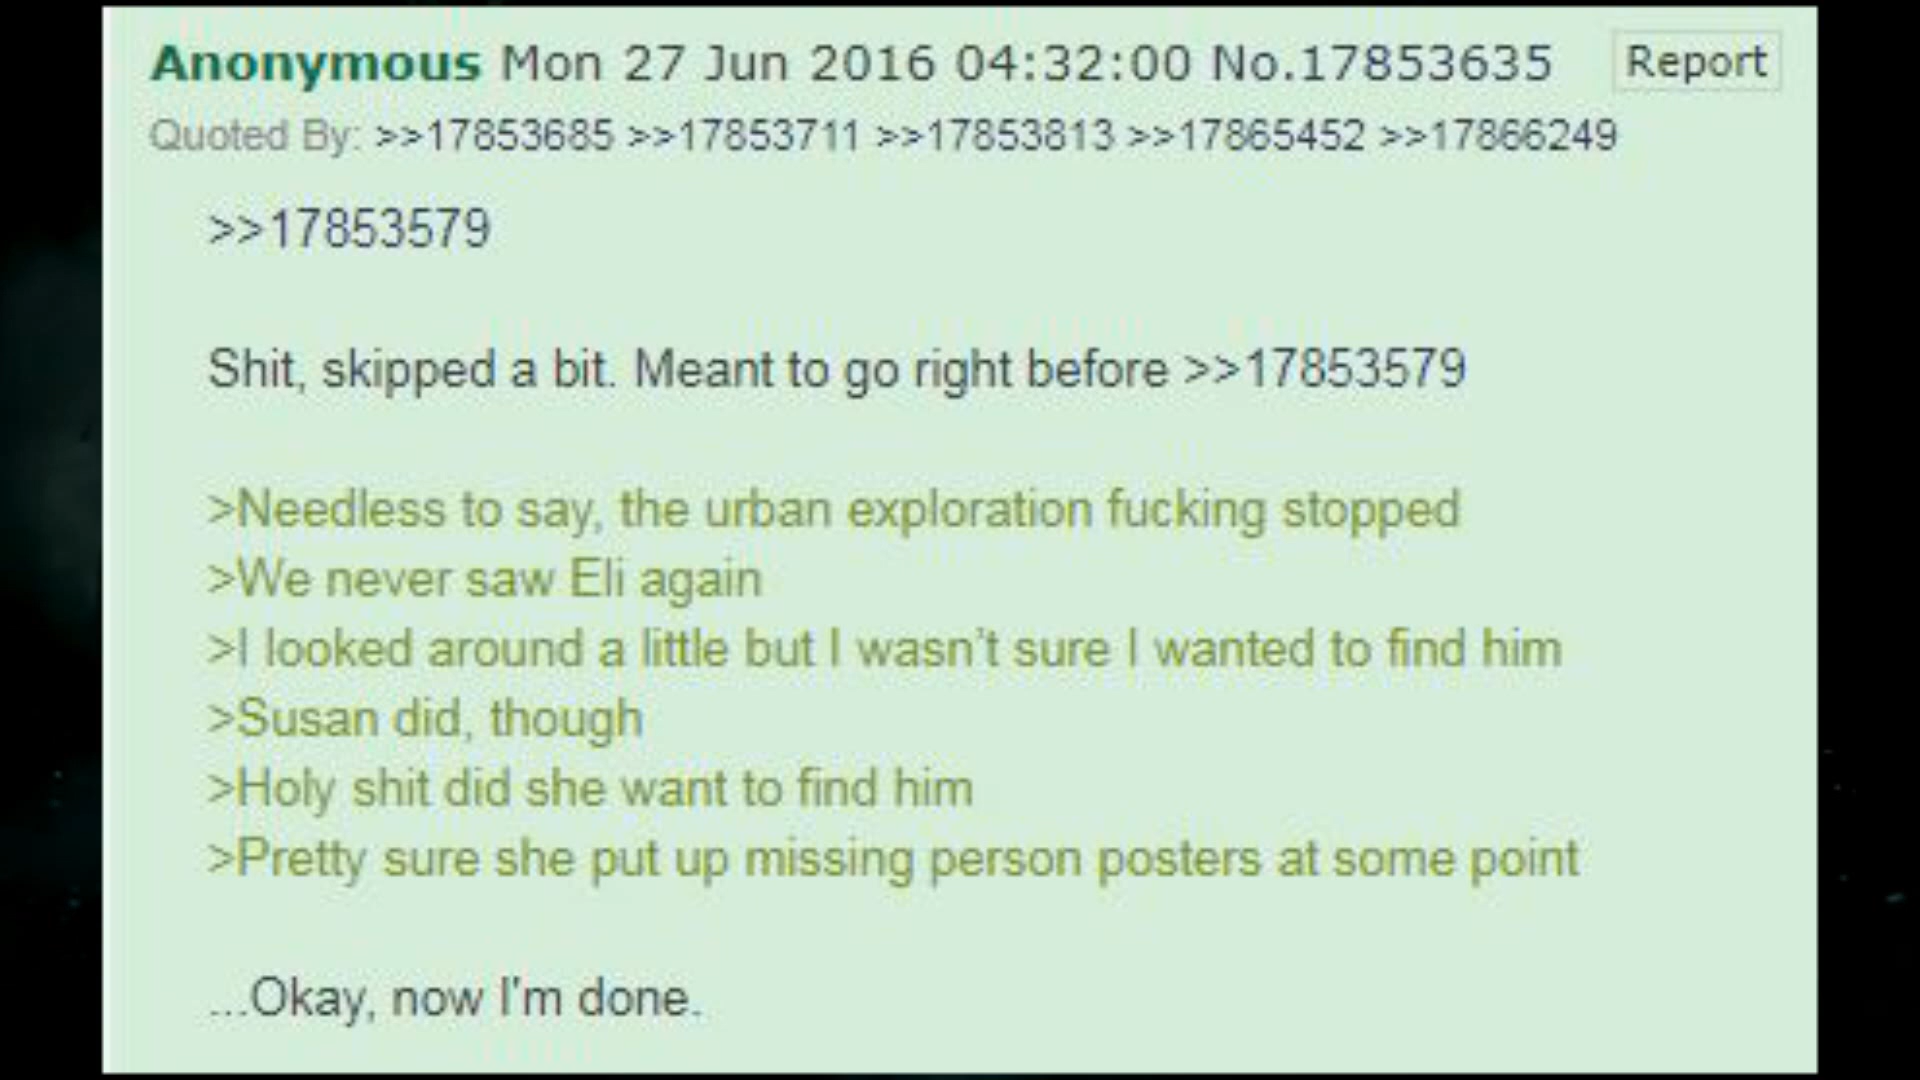 Anonymous Mon 27 Jun 2016 04:32:00 No.17853635 Report
Quoted By: >>17853685 >>17853711 >>17853813 >>17865452 >>17866249
>>17853579
Shit, skipped a bit. Meant to go right before >>17853579
>Needless to say, the urban exploration fucking stopped
>We never saw Eli again
>I looked around a little but I wasn't sure I wanted to find him
>Susan did, though
>Holy shit did she want to find him
>Pretty sure she put up missing person posters at some point
...Okay, now I'm done.